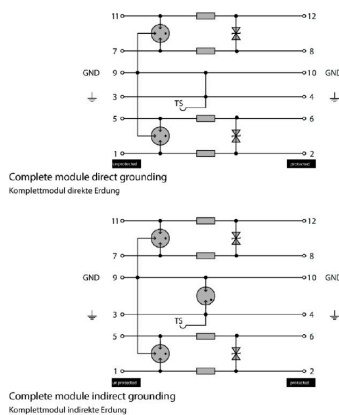 11 12
7 8
GND 9 10 GND
3 4
TS
5 6
1 2
unprotected protected
Complete module direct grounding
Komplettmodul direkte Erdung
11 12
7 8
GND 9 10 GND
3 4
TS
5 6
1 2
protected
Complete module indirect grounding
Komplettmodul indirekte Erdung